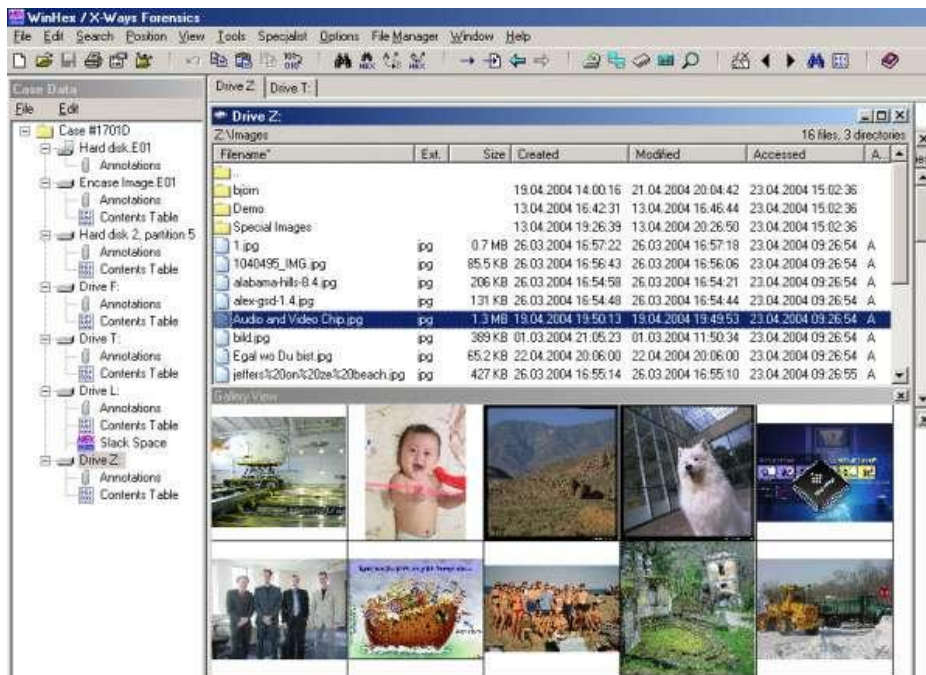 WinHex / X-Ways Forensics
File Edit Search Position View Tools Specialist Options File Manager Window Help
Case Data
File Edit
Case #1701D
Hard disk.E01
Annotations
Encase Image.E01
Annotations
Contents Table
Hard disk 2, partition 5
Annotations
Contents Table
Drive F:
Annotations
Contents Table
Drive T:
Annotations
Contents Table
Drive L:
Annotations
Contents Table
Slack Space
Drive Z:
Annotations
Contents Table
Drive Z: Drive T:
Drive Z:
Z:\Images 16 files, 3 directories
Filename Ext. Size Created Modified Accessed A...
..
björn 19.04.2004 14:00:16 21.04.2004 20:04:42 23.04.2004 15:02:36
Demo 13.04.2004 16:42:31 13.04.2004 16:46:44 23.04.2004 15:02:36
Special Images 13.04.2004 19:26:39 13.04.2004 20:26:50 23.04.2004 15:02:36
1.jpg jpg 0.7 MB 26.03.2004 16:57:22 26.03.2004 16:57:18 23.04.2004 09:26:54 A
1040495_IMG.jpg jpg 85.5 KB 26.03.2004 16:56:43 26.03.2004 16:56:06 23.04.2004 09:26:54 A
alabama-hills-8.4.jpg jpg 206 KB 26.03.2004 16:54:58 26.03.2004 16:54:21 23.04.2004 09:26:54 A
alex-gsd-1.4.jpg jpg 131 KB 26.03.2004 16:54:48 26.03.2004 16:54:44 23.04.2004 09:26:54 A
Audio and Video Chip.jpg jpg 1.3 MB 19.04.2004 19:50:13 19.04.2004 19:49:53 23.04.2004 09:26:54 A
bild.jpg jpg 389 KB 01.03.2004 21:05:23 01.03.2004 11:50:34 23.04.2004 09:26:54 A
Egal wo Du bist.jpg jpg 65.2 KB 22.04.2004 20:06:00 22.04.2004 20:06:00 23.04.2004 09:26:54 A
jeffers%20on%20ze%20beach.jpg jpg 427 KB 26.03.2004 16:55:14 26.03.2004 16:55:10 23.04.2004 09:26:55 A
Gallery View